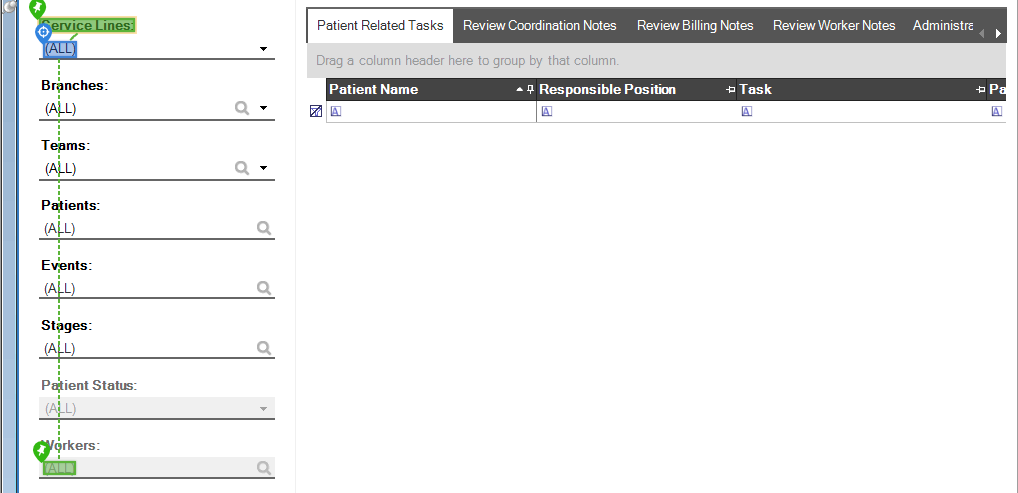 Service Lines:
(ALL)
Branches:
(ALL)
Teams:
(ALL)
Patients:
(ALL)
Events:
(ALL)
Stages:
(ALL)
Patient Status:
(ALL)
Workers:
(ALL)
Patient Related Tasks Review Coordination Notes Review Billing Notes Review Worker Notes Administra
Drag a column header here to group by that column.
Patient Name Responsible Position Task Pa
A A A A